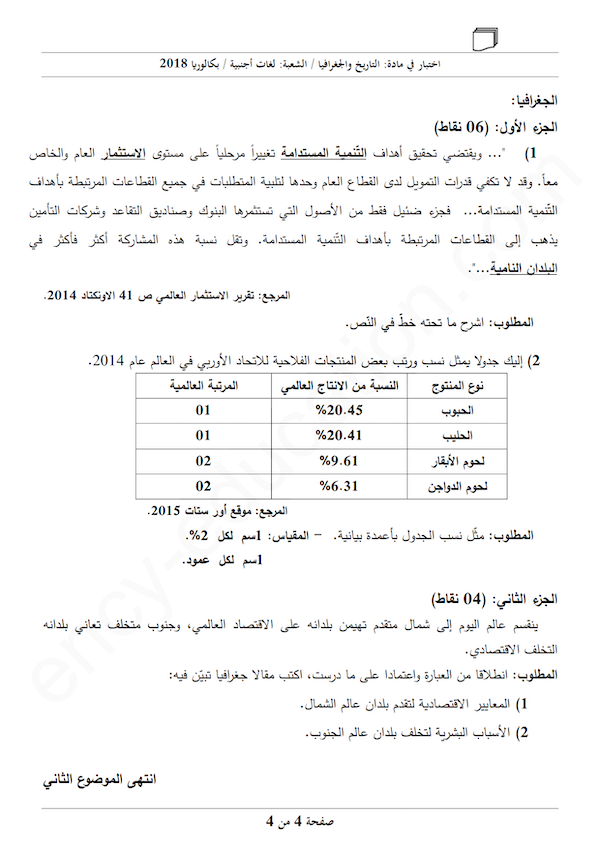 اختبار في مادة: التاريخ والجغرافيا / الشعبة: لغات أجنبية / بكالوريا 2018
الجغرافيا:
الجزء الأول: (06 نقاط)
1) "... ويقتضي تحقيق أهداف التّنمية المستدامة تغييراً مرحلياً على مستوى الاستثمار العام والخاص
معاً. وقد لا تكفي قدرات التمويل لدى القطاع العام وحدها لتلبية المتطلبات في جميع القطاعات المرتبطة بأهداف
التّنمية المستدامة... فجزء ضئيل فقط من الأصول التي تستثمرها البنوك وصناديق التقاعد وشركات التأمين
يذهب إلى القطاعات المرتبطة بأهداف التّنمية المستدامة. وتقل نسبة هذه المشاركة أكثر فأكثر في
البلدان النامية...".
المرجع: تقرير الاستثمار العالمي ص 41 الاونكتاد 2014.
المطلوب: اشرح ما تحته خطّ في النّص.
2) إليك جدولا يمثل نسب ورتب بعض المنتجات الفلاحية للاتحاد الأوربي في العالم عام 2014.
نوع المنتوج النسبة من الانتاج العالمي المرتبة العالمية
الحبوب 20.45% 01
الحليب 20.41% 01
لحوم الأبقار 9.61% 02
لحوم الدواجن 6.31% 02
المرجع: موقع أور ستات 2015.
المطلوب: مثّل نسب الجدول بأعمدة بيانية. – المقياس: 1سم لكل 2%.
1سم لكل عمود.
الجزء الثاني: (04 نقاط)
ينقسم عالم اليوم إلى شمال متقدم تهيمن بلدانه على الاقتصاد العالمي، وجنوب متخلف تعاني بلدانه
التخلف الاقتصادي.
المطلوب: انطلاقا من العبارة واعتمادا على ما درست، اكتب مقالا جغرافيا تبيّن فيه:
1) المعايير الاقتصادية لتقدم بلدان عالم الشمال.
2) الأسباب البشرية لتخلف بلدان عالم الجنوب.
انتهى الموضوع الثاني
صفحة 4 من 4
ency-education.com